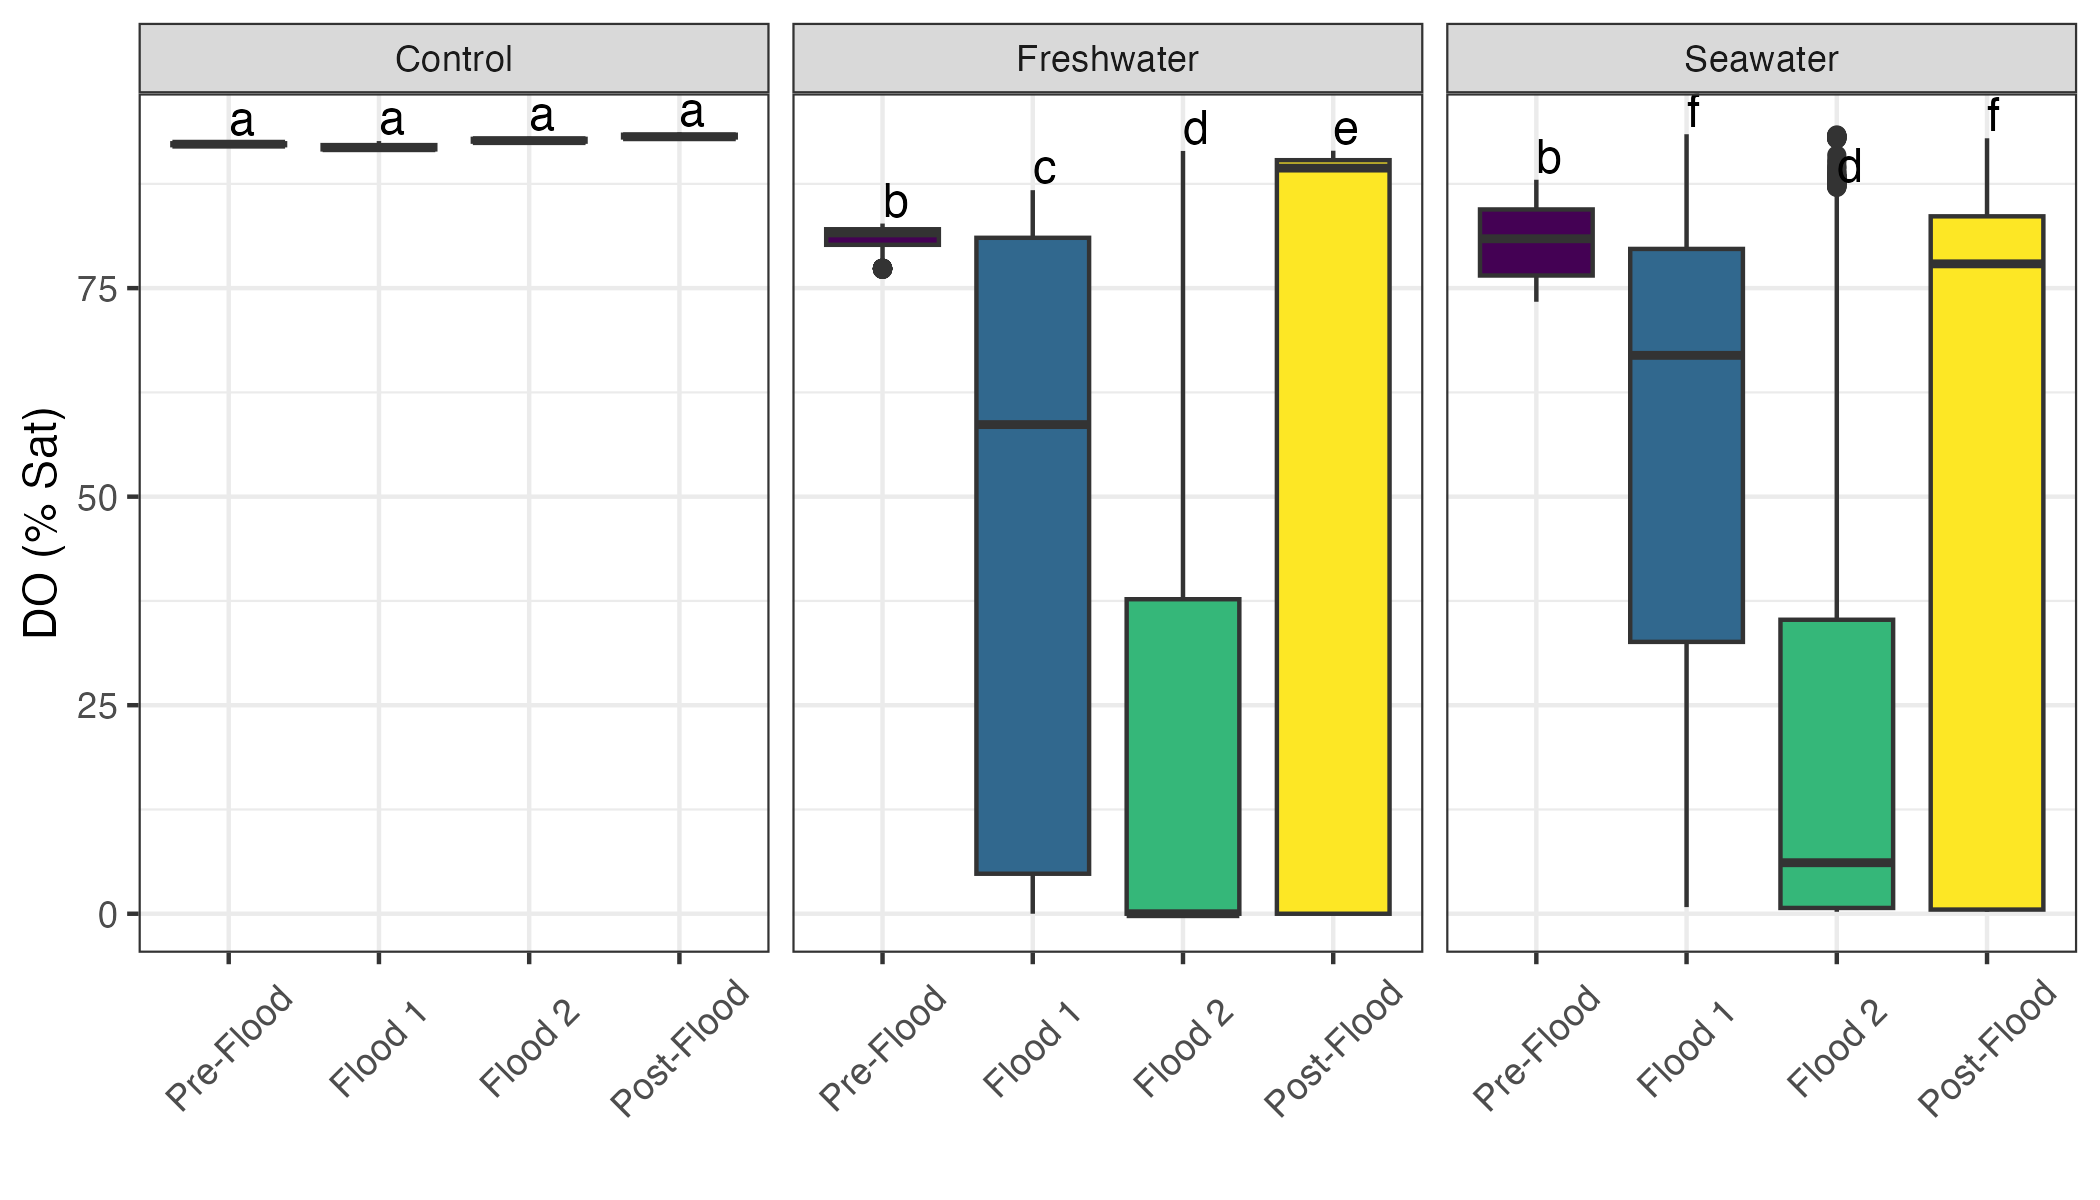 Control Freshwater Seawater
a a a a b c d e b f d f
DO (% Sat)
75
50
25
0
Pre-Flood Flood 1 Flood 2 Post-Flood Pre-Flood Flood 1 Flood 2 Post-Flood Pre-Flood Flood 1 Flood 2 Post-Flood